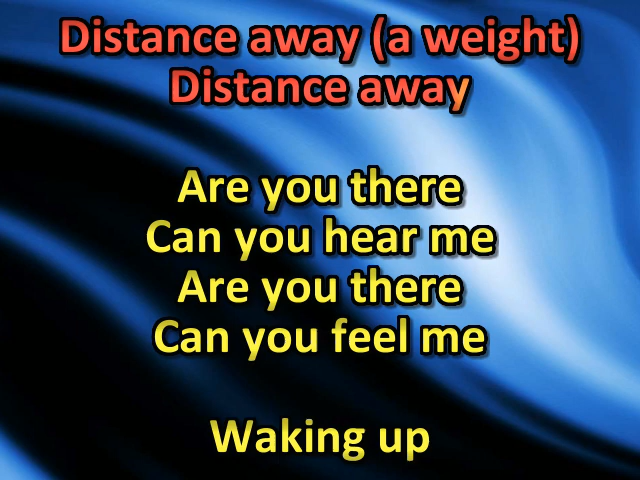 Distance away (a weight)
Distance away
Are you there
Can you hear me
Are you there
Can you feel me
Waking up